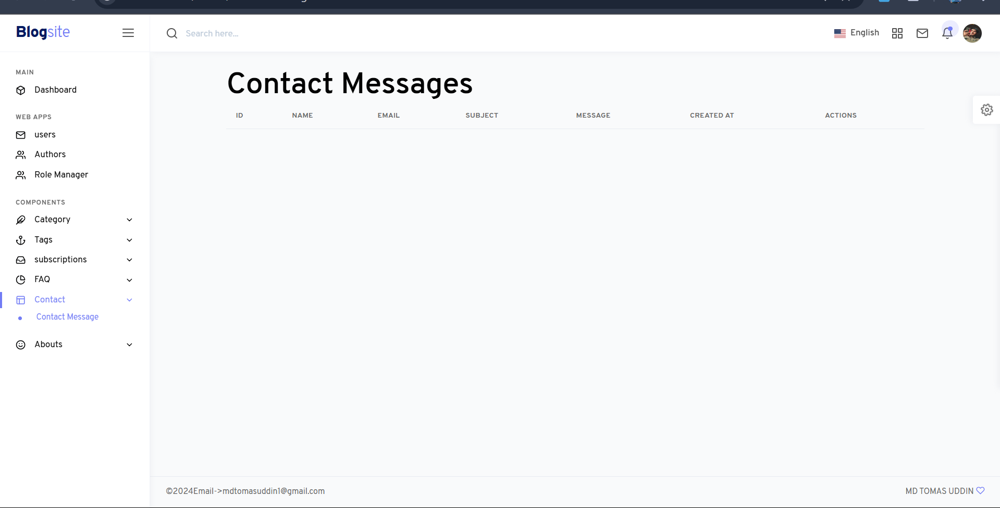 Blogsite
Search here...
English
MAIN
Dashboard
WEB APPS
users
Authors
Role Manager
COMPONENTS
Category
Tags
subscriptions
FAQ
Contact
Contact Message
Abouts
Contact Messages
ID NAME EMAIL SUBJECT MESSAGE CREATED AT ACTIONS
©2024Email->mdtomasuddin1@gmail.com
MD TOMAS UDDIN